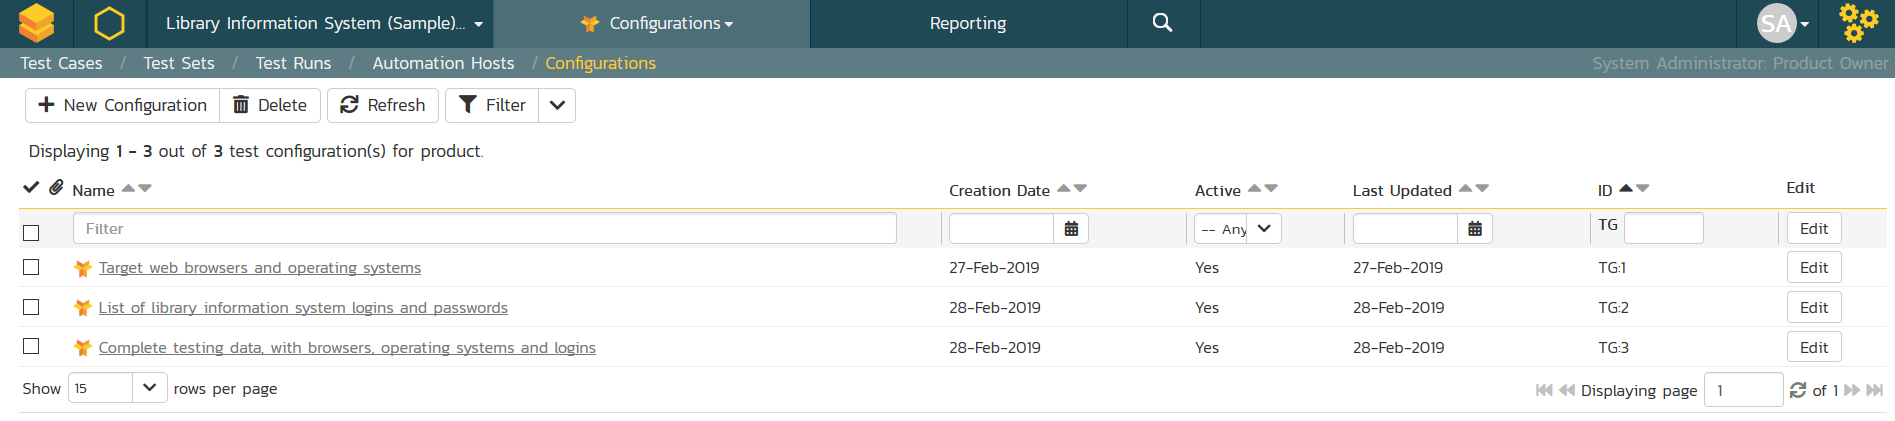 Library Information System (Sample)... Configurations Reporting SA
Test Cases / Test Sets / Test Runs / Automation Hosts / Configurations System Administrator: Product Owner
New Configuration Delete Refresh Filter
Displaying 1 - 3 out of 3 test configuration(s) for product.
Name Creation Date Active Last Updated ID Edit
Filter -- Any TG Edit
Target web browsers and operating systems 27-Feb-2019 Yes 27-Feb-2019 TG:1 Edit
List of library information system logins and passwords 28-Feb-2019 Yes 28-Feb-2019 TG:2 Edit
Complete testing data, with browsers, operating systems and logins 28-Feb-2019 Yes 28-Feb-2019 TG:3 Edit
Show 15 rows per page Displaying page 1 of 1